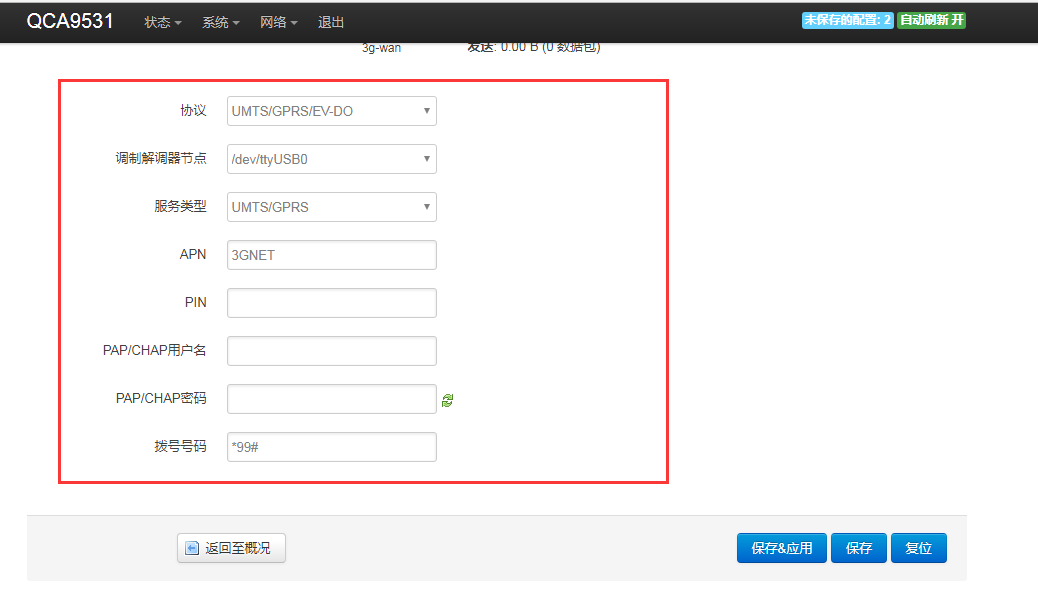 QCA9531 状态 系统 网络 退出 未保存的配置: 2 自动刷新 开
3g-wan 发送: 0.00 B (0 数据包)
协议 UMTS/GPRS/EV-DO
调制解调器节点 /dev/ttyUSB0
服务类型 UMTS/GPRS
APN 3GNET
PIN
PAP/CHAP用户名
PAP/CHAP密码
拨号号码 *99#
返回至概况 保存&应用 保存 复位